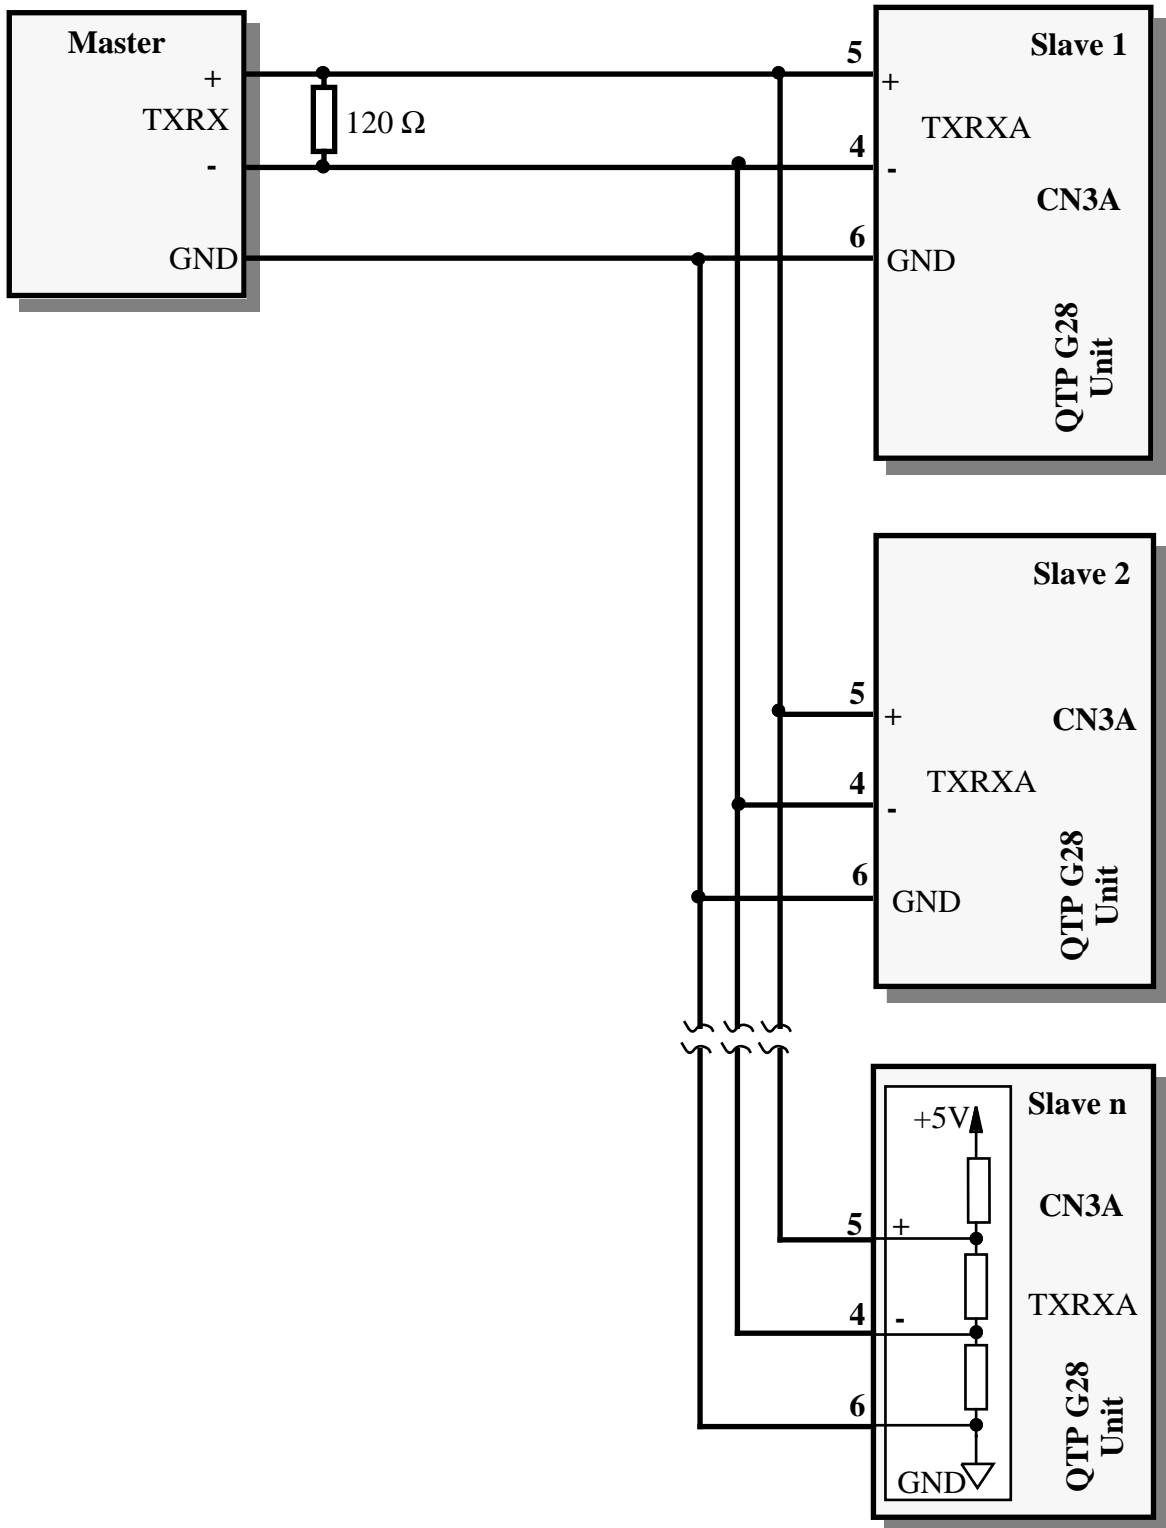 Master
+
TXRX
-
GND
120 Ω
5
4
6
Slave 1
+
TXRXA
-
CN3A
GND
QTP G28
Unit
Slave 2
5
+
CN3A
4
TXRXA
-
6
GND
QTP G28
Unit
Slave n
+5V
CN3A
5
+
TXRXA
4
-
6
GND
QTP G28
Unit